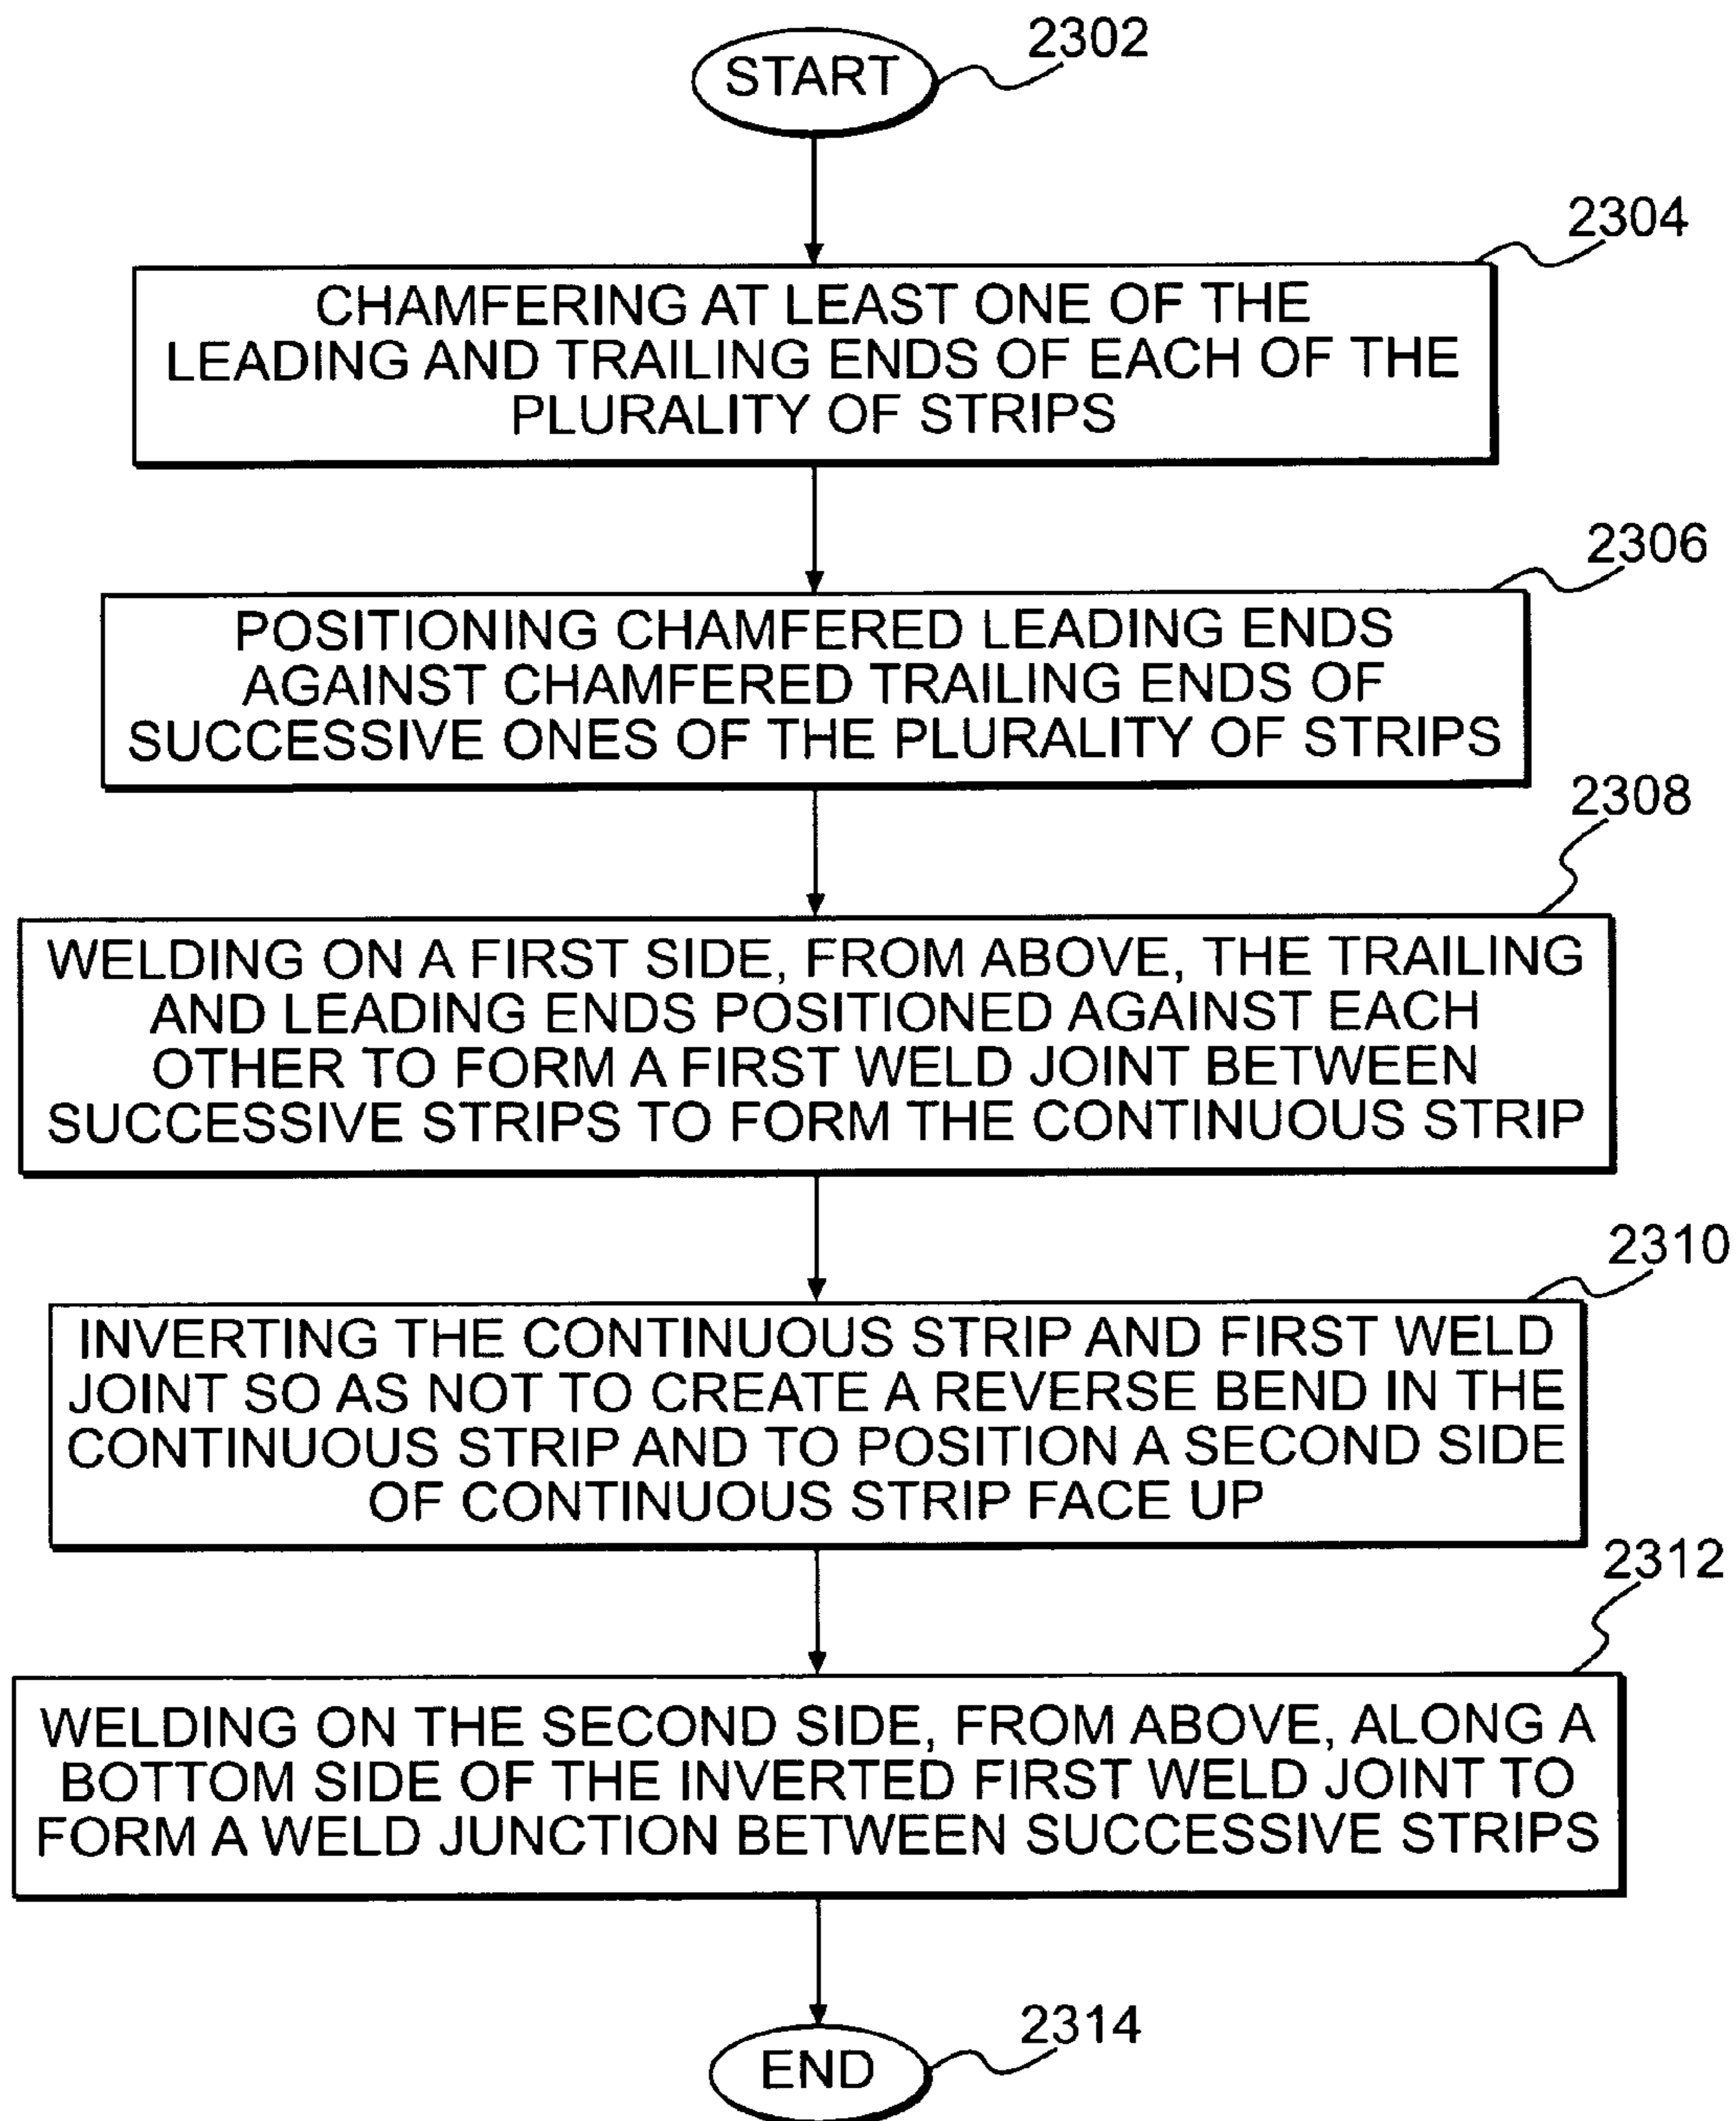 2302
START
2304
CHAMFERING AT LEAST ONE OF THE
LEADING AND TRAILING ENDS OF EACH OF THE
PLURALITY OF STRIPS
2306
POSITIONING CHAMFERED LEADING ENDS
AGAINST CHAMFERED TRAILING ENDS OF
SUCCESSIVE ONES OF THE PLURALITY OF STRIPS
2308
WELDING ON A FIRST SIDE, FROM ABOVE, THE TRAILING
AND LEADING ENDS POSITIONED AGAINST EACH
OTHER TO FORM A FIRST WELD JOINT BETWEEN
SUCCESSIVE STRIPS TO FORM THE CONTINUOUS STRIP
2310
INVERTING THE CONTINUOUS STRIP AND FIRST WELD
JOINT SO AS NOT TO CREATE A REVERSE BEND IN THE
CONTINUOUS STRIP AND TO POSITION A SECOND SIDE
OF CONTINUOUS STRIP FACE UP
2312
WELDING ON THE SECOND SIDE, FROM ABOVE, ALONG A
BOTTOM SIDE OF THE INVERTED FIRST WELD JOINT TO
FORM A WELD JUNCTION BETWEEN SUCCESSIVE STRIPS
2314
END